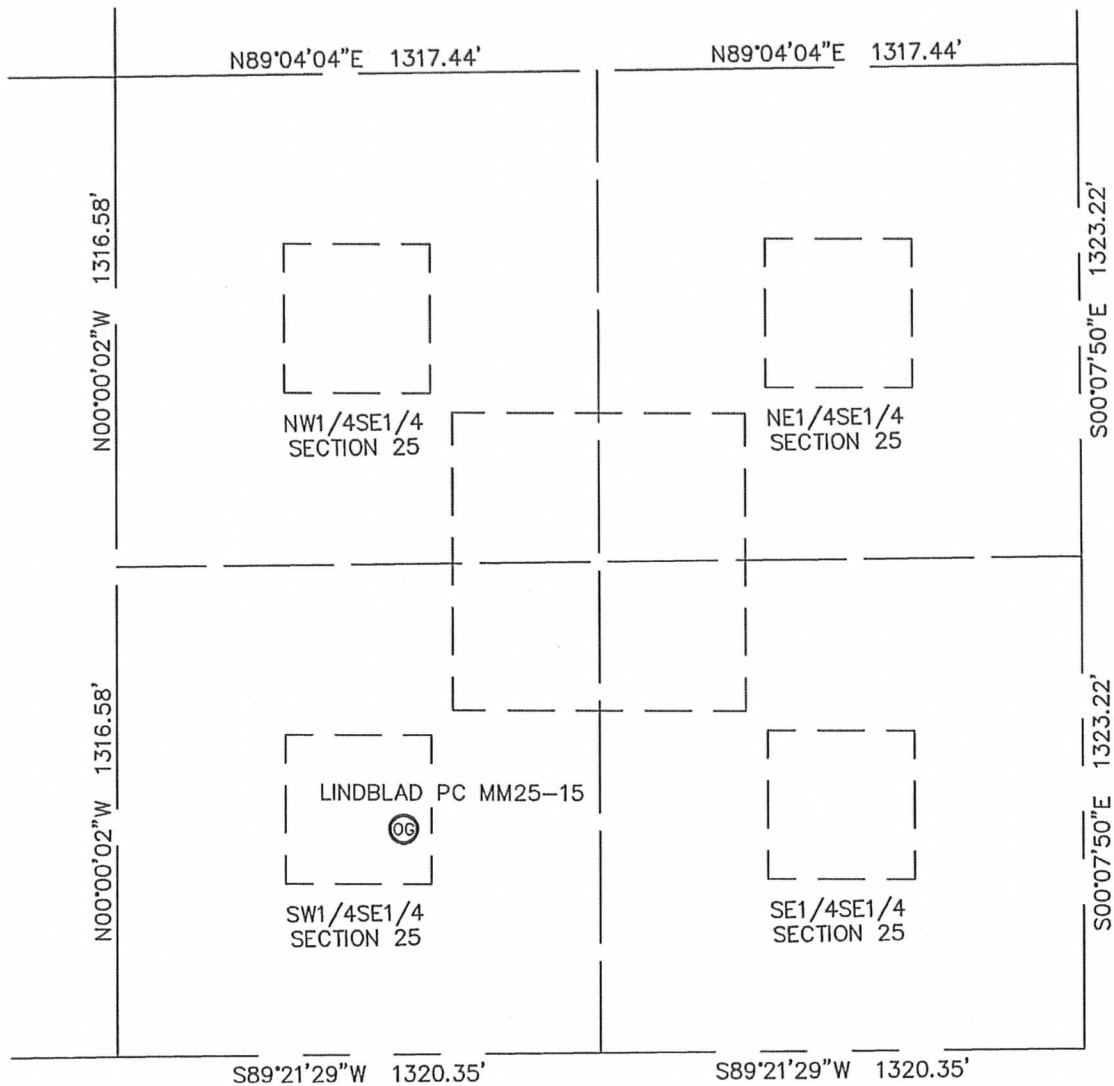 N89°04'04"E 1317.44'
N89°04'04"E 1317.44'
N00°00'02"W 1316.58'
S00°07'50"E 1323.22'
NW1/4SE1/4
SECTION 25
NE1/4SE1/4
SECTION 25
N00°00'02"W 1316.58'
S00°07'50"E 1323.22'
LINDBLAD PC MM25-15
OG
SW1/4SE1/4
SECTION 25
SE1/4SE1/4
SECTION 25
S89°21'29"W 1320.35'
S89°21'29"W 1320.35'